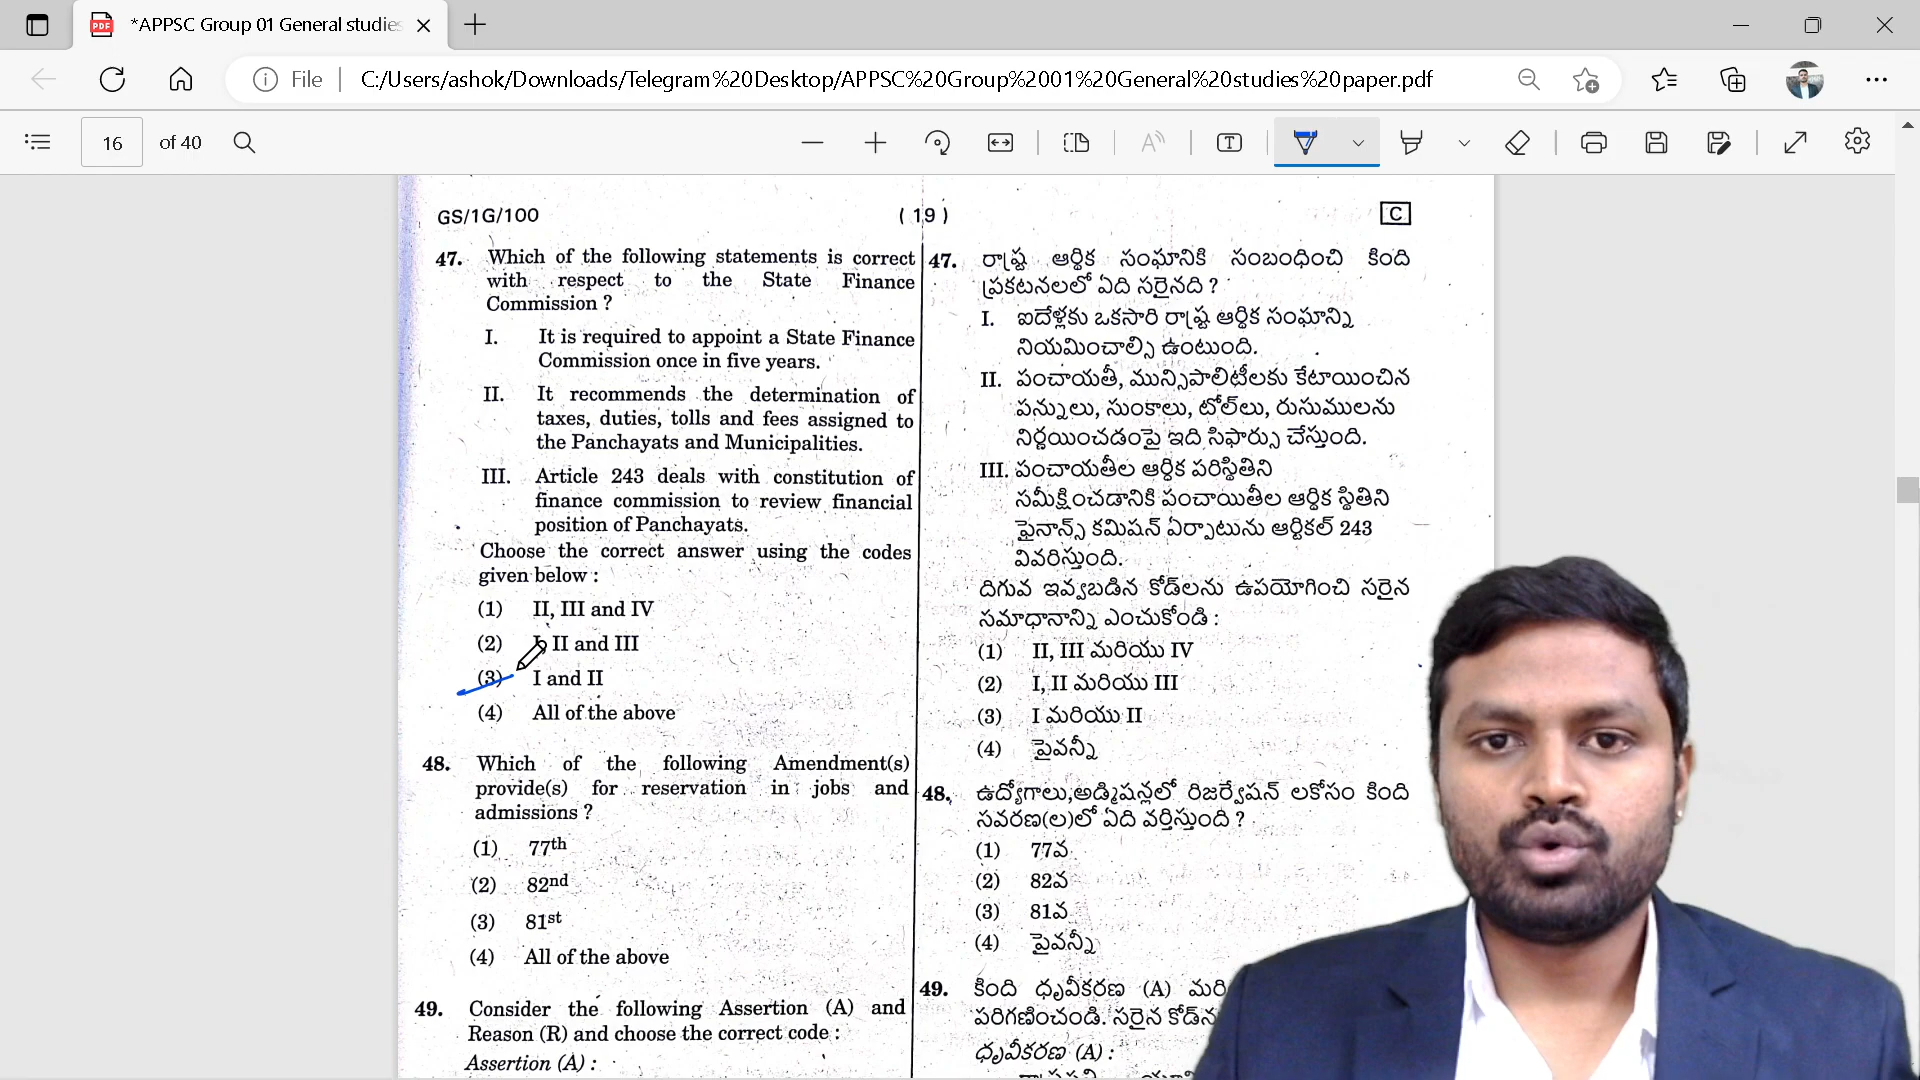 *APPSC Group 01 General studies
File
C:/Users/ashok/Downloads/Telegram%20Desktop/APPSC%20Group%2001%20General%20studies%20paper.pdf
16 of 40
GS/1G/100
( 19 )
C
47. Which of the following statements is correct
with respect to the State Finance
Commission ?
I. It is required to appoint a State Finance
Commission once in five years.
II. It recommends the determination of
taxes, duties, tolls and fees assigned to
the Panchayats and Municipalities.
III. Article 243 deals with constitution of
finance commission to review financial
position of Panchayats.
Choose the correct answer using the codes
given below :
(1) II, III and IV
(2) II and III
(3) I and II
(4) All of the above
48. Which of the following Amendment(s)
provide(s) for reservation in jobs and
admissions ?
(1) 77th
(2) 82nd
(3) 81st
(4) All of the above
49. Consider the following Assertion (A) and
Reason (R) and choose the correct code :
Assertion (A) :
47. రాష్ట్ర ఆర్థిక సంఘానికి సంబంధించి కింది
ప్రకటనలలో ఏది సరైనది ?
I. ఐదేళ్లకు ఒకసారి రాష్ట్ర ఆర్థిక సంఘాన్ని
నియమించాల్సి ఉంటుంది.
II. పంచాయతీ, మున్సిపాలిటీలకు కేటాయించిన
పన్నులు, సుంకాలు, టోల్‌లు, రుసుములను
నిర్ణయించడంపై ఇది సిఫార్సు చేస్తుంది.
III. పంచాయతీల ఆర్థిక పరిస్థితిని
సమీక్షించడానికి పంచాయితీల ఆర్థిక స్థితిని
ఫైనాన్స్ కమిషన్ ఏర్పాటును ఆర్టికల్ 243
వివరిస్తుంది.
దిగువ ఇవ్వబడిన కోడ్‌లను ఉపయోగించి సరైన
సమాధానాన్ని ఎంచుకోండి :
(1) II, III మరియు IV
(2) I, II మరియు III
(3) I మరియు II
(4) పైవన్నీ
48. ఉద్యోగాలు,అడ్మిషన్లలో రిజర్వేషన్ లకోసం కింది
సవరణ(ల)లో ఏది వర్తిస్తుంది ?
(1) 77వ
(2) 82వ
(3) 81వ
(4) పైవన్నీ
49. కింది ధృవీకరణ (A) మరి
పరిగణించండి. సరైన కోడ్‌ను
ధృవీకరణ (A) :